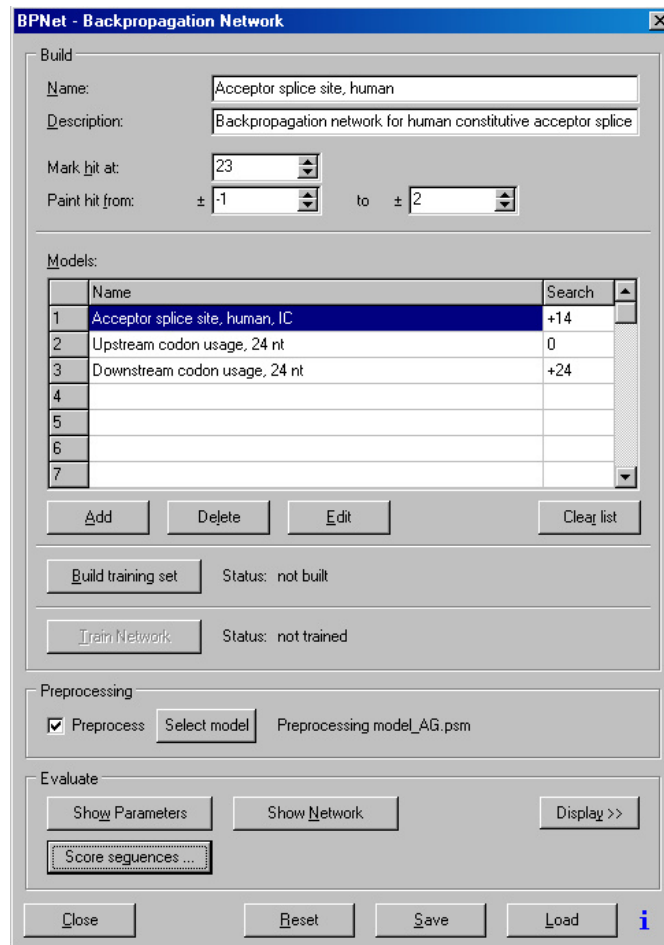 BPNet - Backpropagation Network
Build
Name: Acceptor splice site, human
Description: Backpropagation network for human constitutive acceptor splice
Mark hit at: 23
Paint hit from: ± -1 to ± 2
Models:
Name Search
1 Acceptor splice site, human, IC +14
2 Upstream codon usage, 24 nt 0
3 Downstream codon usage, 24 nt +24
4
5
6
7
Add Delete Edit Clear list
Build training set Status: not built
Train Network Status: not trained
Preprocessing
Preprocess Select model Preprocessing model_AG.psm
Evaluate
Show Parameters Show Network Display >>
Score sequences ...
Close Reset Save Load i